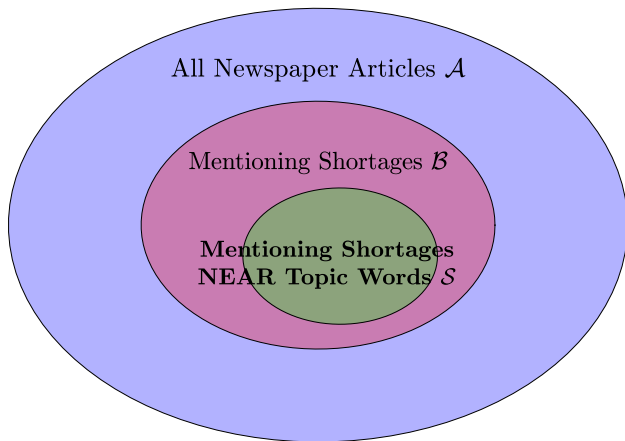 All Newspaper Articles 𝒜
Mentioning Shortages ℬ
Mentioning Shortages
NEAR Topic Words 𝒮